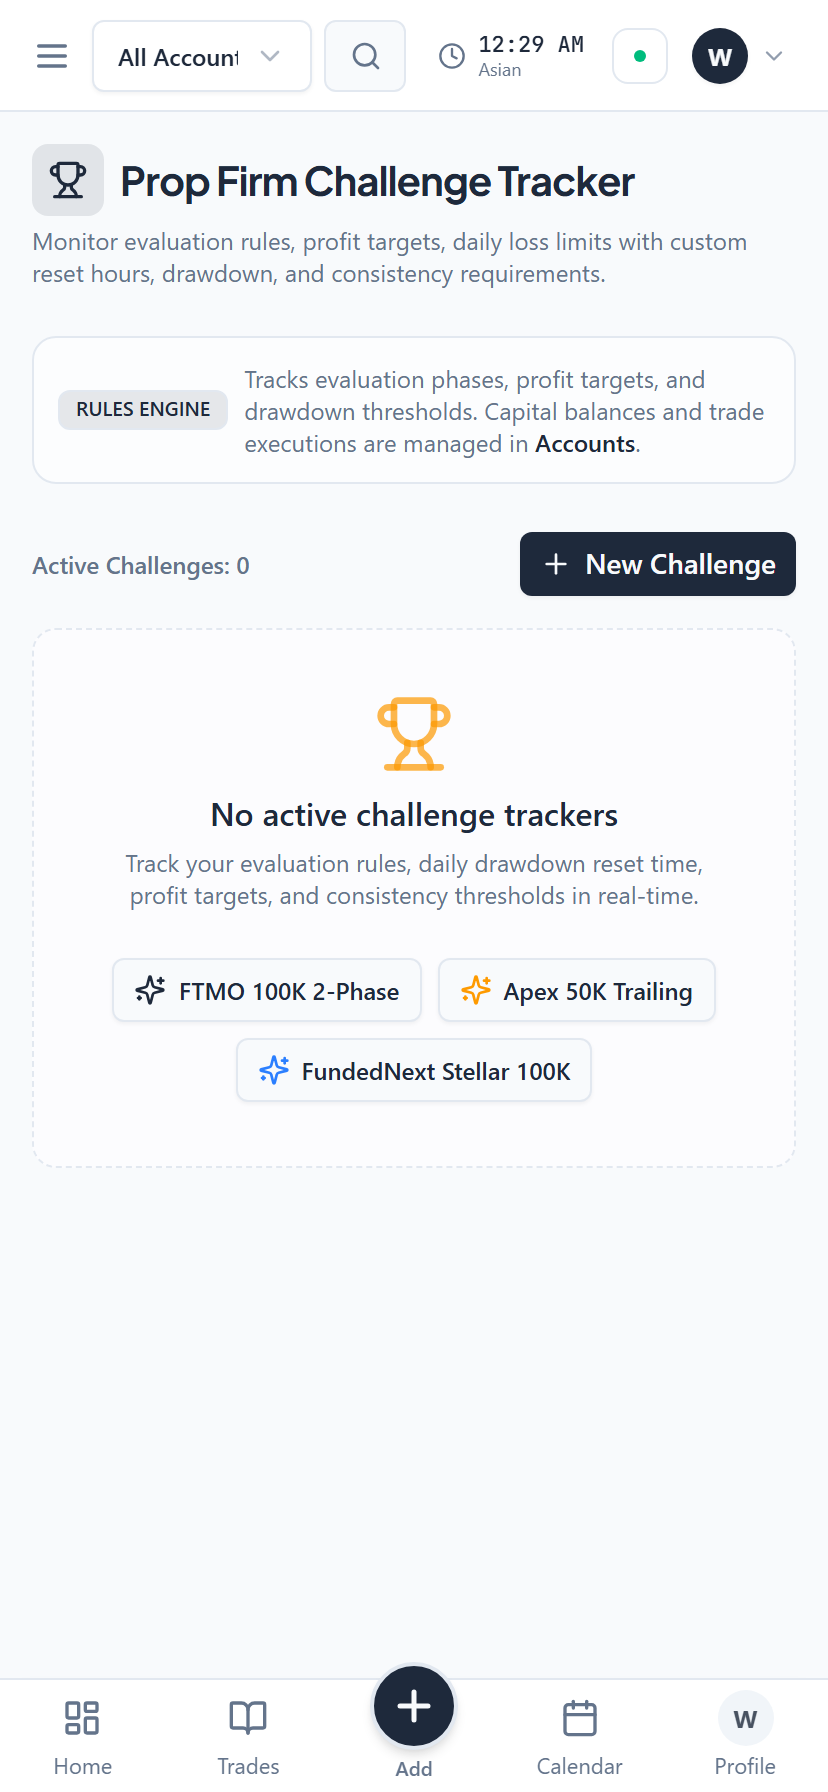 All Account
12:29 AM
Asian
W
Prop Firm Challenge Tracker
Monitor evaluation rules, profit targets, daily loss limits with custom
reset hours, drawdown, and consistency requirements.
RULES ENGINE
Tracks evaluation phases, profit targets, and
drawdown thresholds. Capital balances and trade
executions are managed in Accounts.
Active Challenges: 0
New Challenge
No active challenge trackers
Track your evaluation rules, daily drawdown reset time,
profit targets, and consistency thresholds in real-time.
FTMO 100K 2-Phase
Apex 50K Trailing
FundedNext Stellar 100K
Home
Trades
Add
Calendar
W
Profile